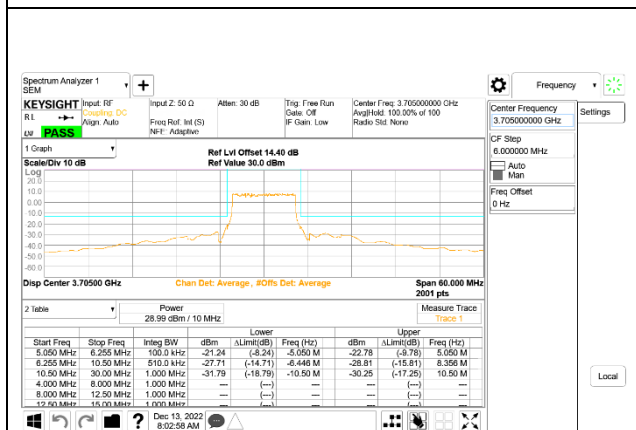 Spectrum Analyzer 1
SEM
+
Frequency
KEYSIGHT Input: RF Input Z: 50 Ω Atten: 30 dB Trig: Free Run Center Freq: 3.705000000 GHz
RL Coupling: DC Gate: Off Avg|Hold: 100.00% of 100
Align: Auto Freq Ref: Int (S) IF Gain: Low Radio Std: None
PASS NFE: Adaptive
Center Frequency
3.705000000 GHz
Settings
CF Step
6.000000 MHz
Auto
Man
Freq Offset
0 Hz
1 Graph
Ref Lvl Offset 14.40 dB
Scale/Div 10 dB Ref Value 30.0 dBm
Log
20.0
10.0
0.00
-10.0
-20.0
-30.0
-40.0
-50.0
-60.0
Disp Center 3.70500 GHz Chan Det: Average , #Offs Det: Average Span 60.000 MHz
2001 pts
2 Table Power Measure Trace
28.99 dBm / 10 MHz Trace 1
Lower Upper
Start Freq Stop Freq Integ BW dBm ΔLimit(dB) Freq (Hz) dBm ΔLimit(dB) Freq (Hz)
5.050 MHz 6.255 MHz 100.0 kHz -21.24 (-8.24) -5.050 M -22.78 (-9.78) 5.050 M
6.255 MHz 10.50 MHz 510.0 kHz -27.71 (-14.71) -6.446 M -28.81 (-15.81) 8.356 M
10.50 MHz 30.00 MHz 1.000 MHz -31.79 (-18.79) -10.50 M -30.25 (-17.25) 10.50 M
4.000 MHz 8.000 MHz 1.000 MHz --- (---) --- --- (---) ---
8.000 MHz 12.50 MHz 1.000 MHz --- (---) --- --- (---) ---
12.50 MHz 15.00 MHz 1.000 MHz --- (---) --- --- (---) ---
Local
? Dec 13, 2022
8:02:58 AM